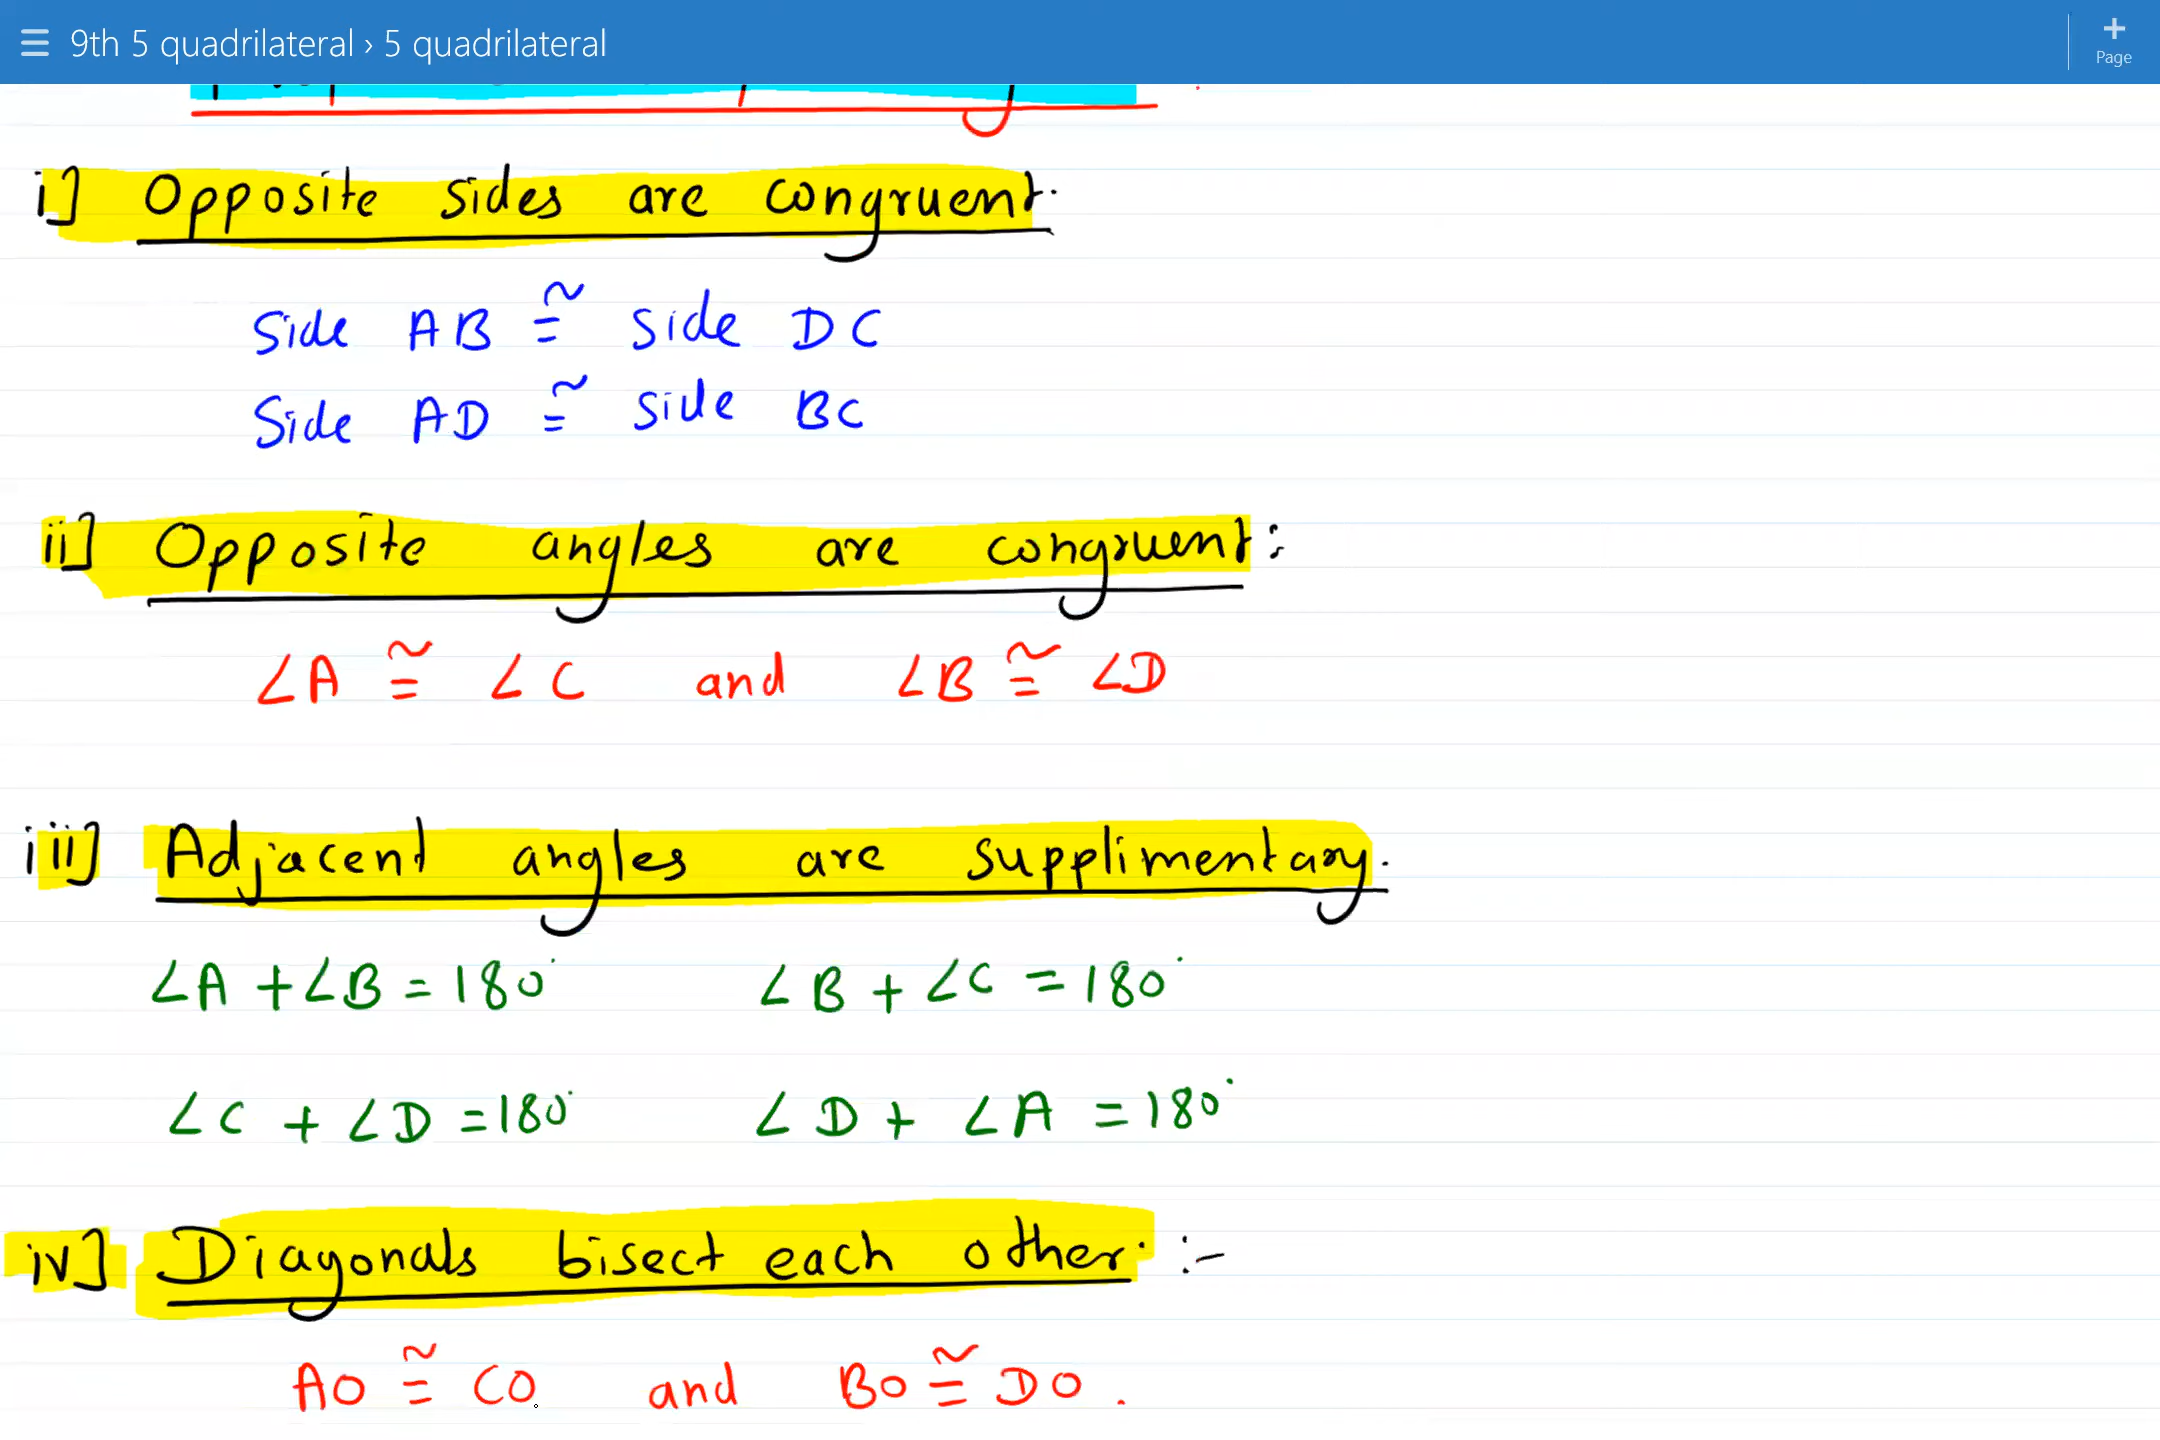 9th 5 quadrilateral › 5 quadrilateral
Page
i] Opposite sides are congruent.
Side AB ≅ side DC
Side AD ≅ side BC
ii] Opposite angles are congruent:
∠A ≅ ∠C and ∠B ≅ ∠D
iii] Adjacent angles are supplimentary.
∠A + ∠B = 180° ∠B + ∠C = 180°
∠C + ∠D = 180° ∠D + ∠A = 180°
iv] Diagonals bisect each other. :-
AO ≅ CO and BO ≅ DO.